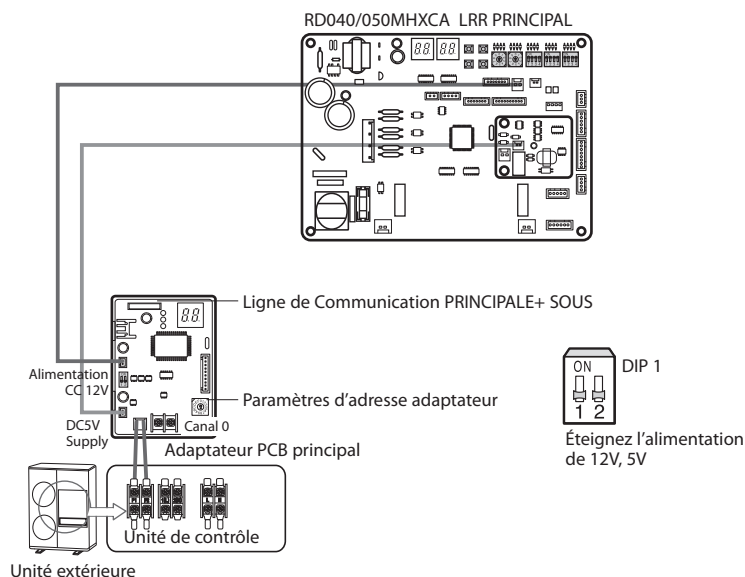 RD040/050MHXCA LRR PRINCIPAL
Ligne de Communication PRINCIPALE+ SOUS
Alimentation
CC 12V
Paramètres d'adresse adaptateur
DC5V
Supply
Canal 0
Adaptateur PCB principal
Unité de contrôle
Unité extérieure
ON
1 2
DIP 1
Éteignez l'alimentation
de 12V, 5V